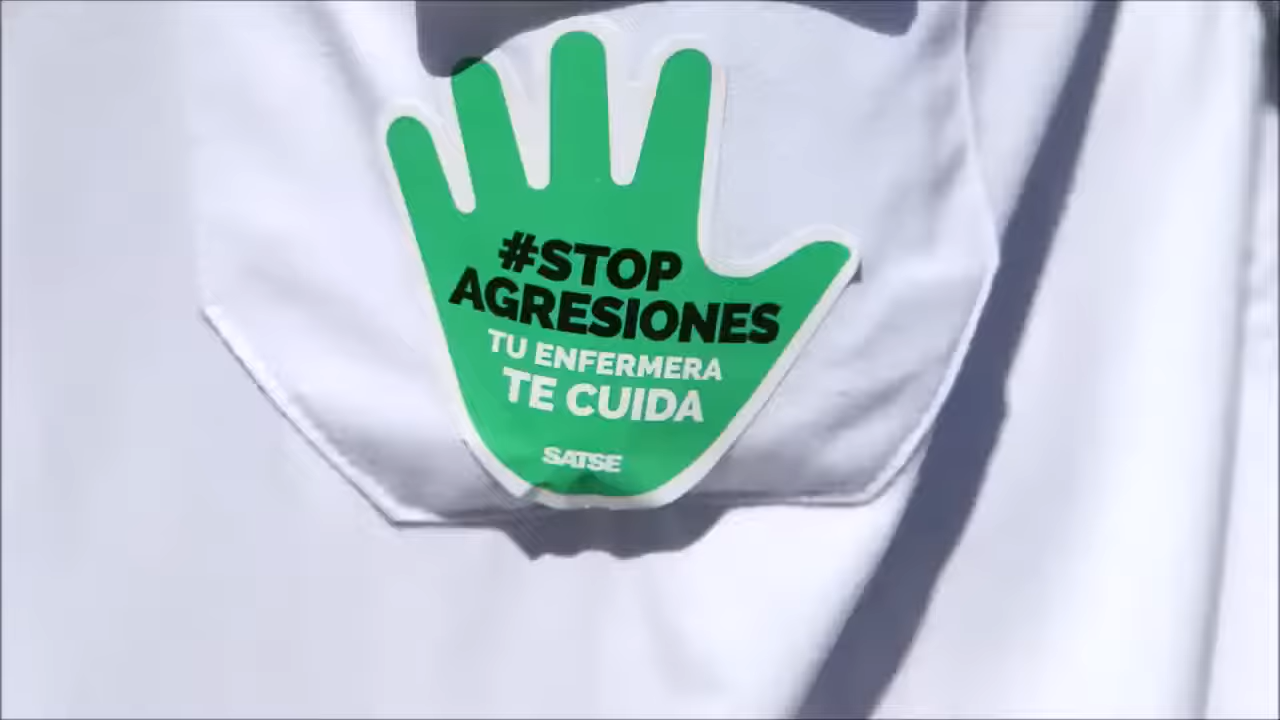 #STOP
AGRESIONES
TU ENFERMERA
TE CUIDA
SATSE